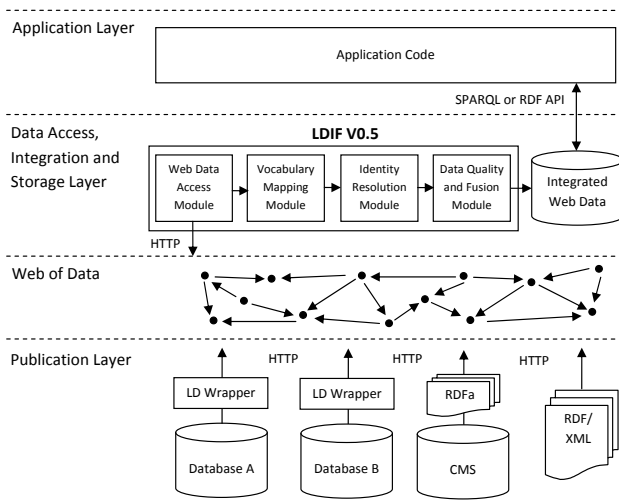 Application Layer
Application Code
SPARQL or RDF API
Data Access,
Integration and
Storage Layer
LDIF V0.5
Web Data
Access
Module
Vocabulary
Mapping
Module
Identity
Resolution
Module
Data Quality
and Fusion
Module
Integrated
Web Data
HTTP
Web of Data
Publication Layer
HTTP
HTTP
HTTP
LD Wrapper
LD Wrapper
RDFa
RDF/
XML
Database A
Database B
CMS